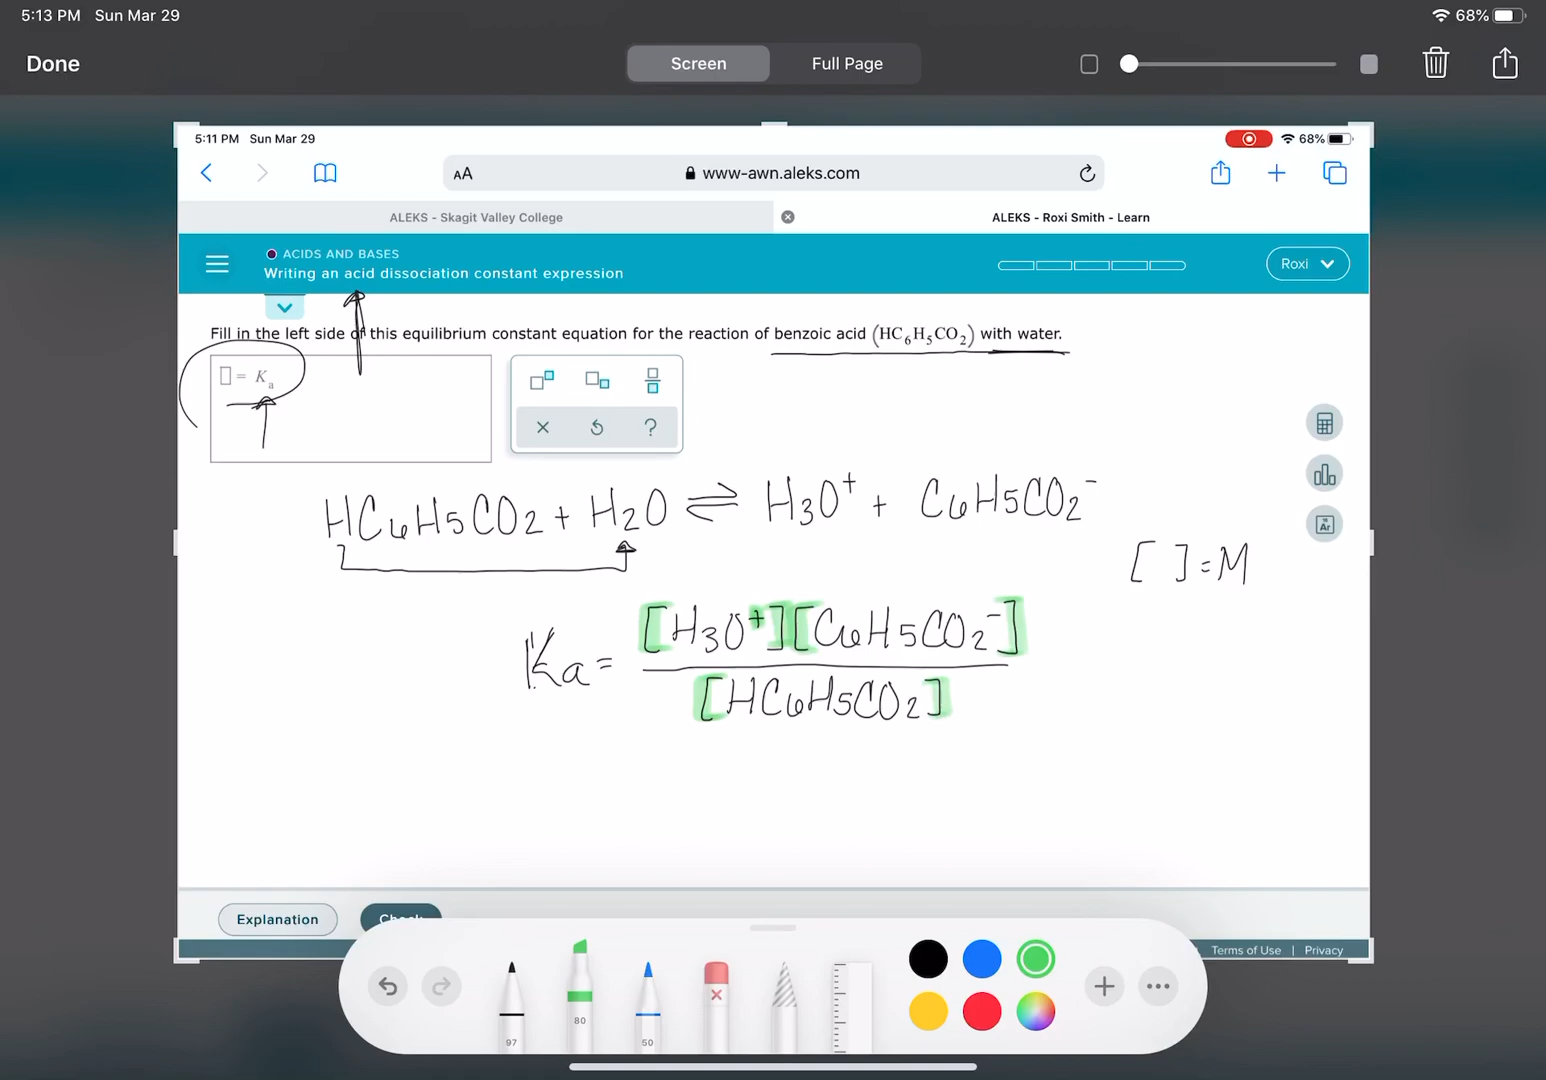 5:13 PM Sun Mar 29 68%
Done Screen Full Page
5:11 PM Sun Mar 29 68%
AA www-awn.aleks.com
ALEKS - Skagit Valley College ALEKS - Roxi Smith - Learn
ACIDS AND BASES
Writing an acid dissociation constant expression
Roxi
Fill in the left side of this equilibrium constant equation for the reaction of benzoic acid (HC₆H₅CO₂) with water.
□ = Kₐ
?
Ar
HC6H5CO2 + H2O ⇌ H3O⁺ + C6H5CO2⁻
[ ] = M
[H3O⁺][C6H5CO2⁻]
Ka =
[HC6H5CO2]
Explanation Check
Terms of Use | Privacy
97 80 50